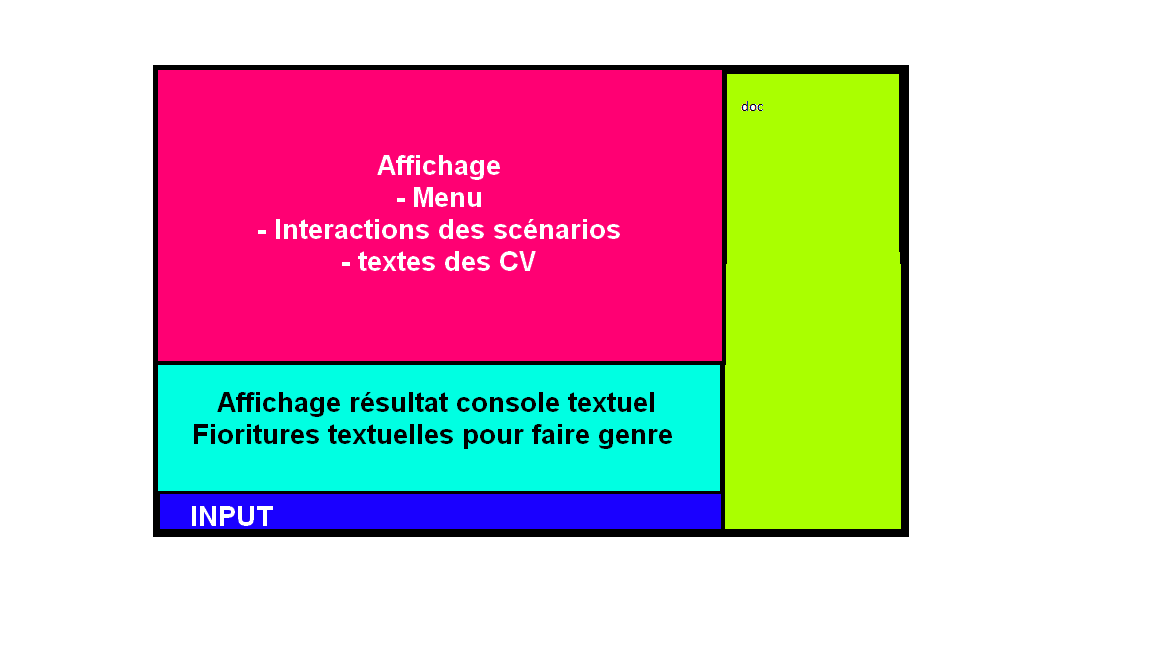 Affichage
- Menu
- Interactions des scénarios
- textes des CV
doc
Affichage résultat console textuel
Fioritures textuelles pour faire genre
INPUT